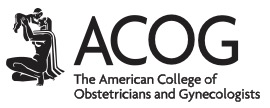 ACOG
The American College of
Obstetricians and Gynecologists